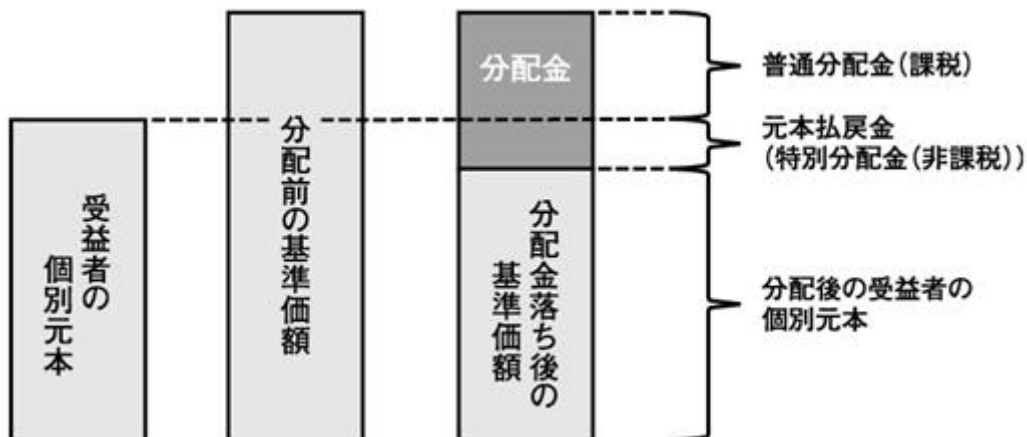 受益者の
個別元本
分配前の基準価額
分配金
分配金落ち後の
基準価額
普通分配金(課税)
元本払戻金
(特別分配金(非課税))
分配後の受益者の
個別元本